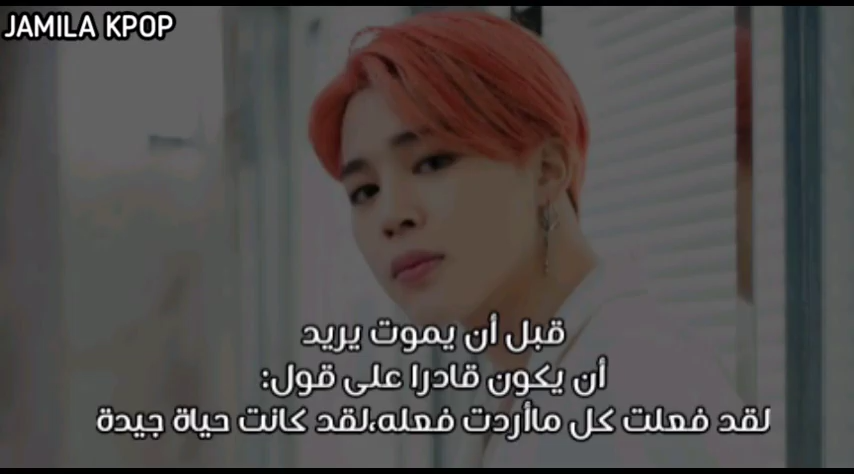 JAMILA KPOP
قبل أن يموت يريد
أن يكون قادرا على قول:
لقد فعلت كل ماأردت فعله،لقد كانت حياة جيدة